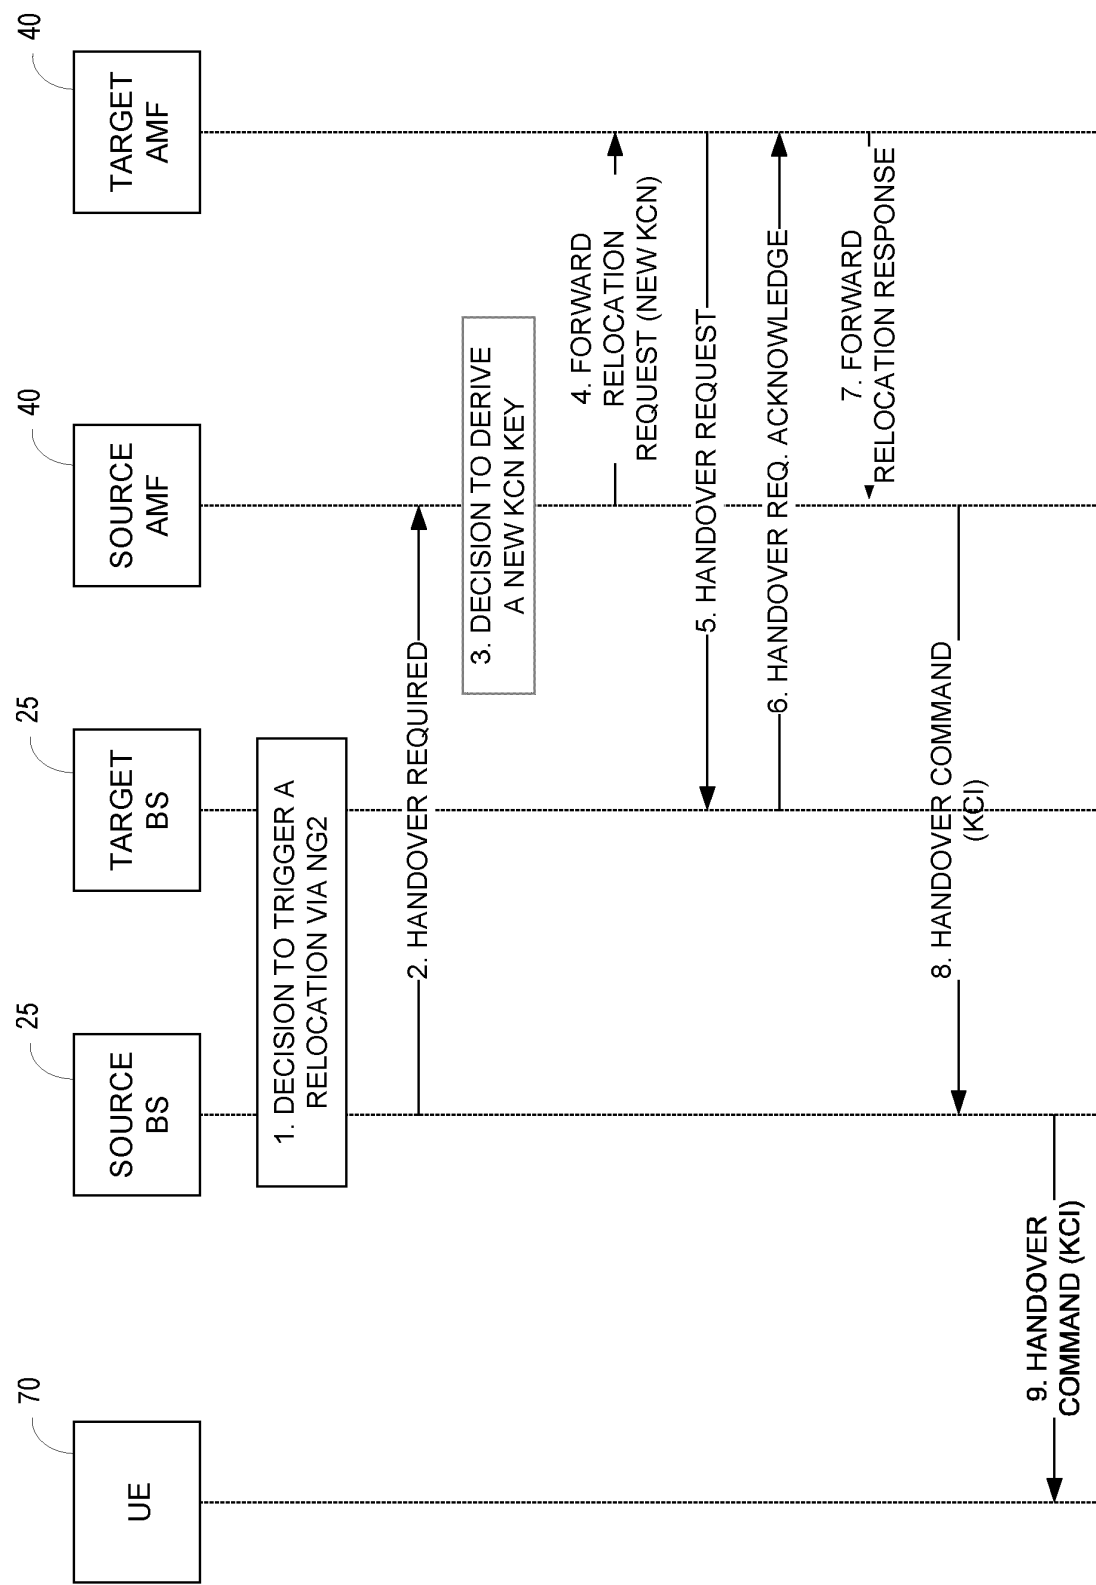 70
25
25
40
40
UE
SOURCE
BS
TARGET
BS
SOURCE
AMF
TARGET
AMF
1. DECISION TO TRIGGER A
RELOCATION VIA NG2
2. HANDOVER REQUIRED
3. DECISION TO DERIVE
A NEW KCN KEY
4. FORWARD
RELOCATION
REQUEST (NEW KCN)
5. HANDOVER REQUEST
6. HANDOVER REQ. ACKNOWLEDGE
7. FORWARD
RELOCATION RESPONSE
8. HANDOVER COMMAND
(KCI)
9. HANDOVER
COMMAND (KCI)